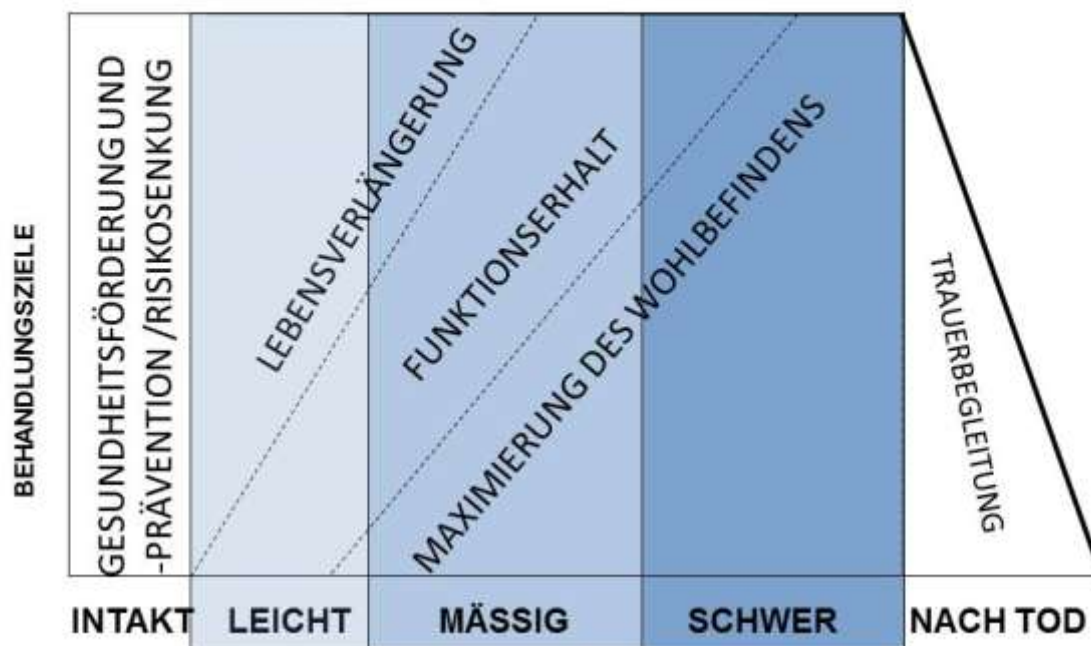 BEHANDLUNGSZIELE
GESUNDHEITSFÖRDERUNG UND
-PRÄVENTION /RISIKOSENKUNG
LEBENSVERLÄNGERUNG
FUNKTIONSERHALT
MAXIMIERUNG DES WOHLBEFINDENS
TRAUERBEGLEITUNG
INTAKT LEICHT MÄSSIG SCHWER NACH TOD